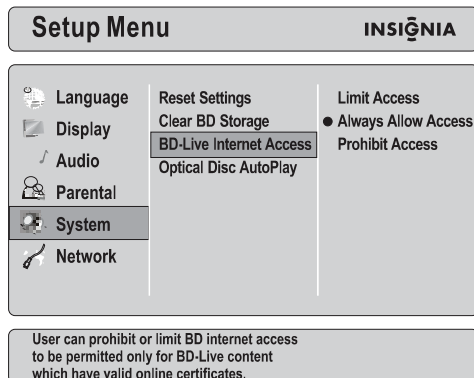 Setup Menu
INSIGNIA
Language
Display
Audio
Parental
System
Network
Reset Settings
Clear BD Storage
BD-Live Internet Access
Optical Disc AutoPlay
Limit Access
Always Allow Access
Prohibit Access
User can prohibit or limit BD internet access
to be permitted only for BD-Live content
which have valid online certificates.